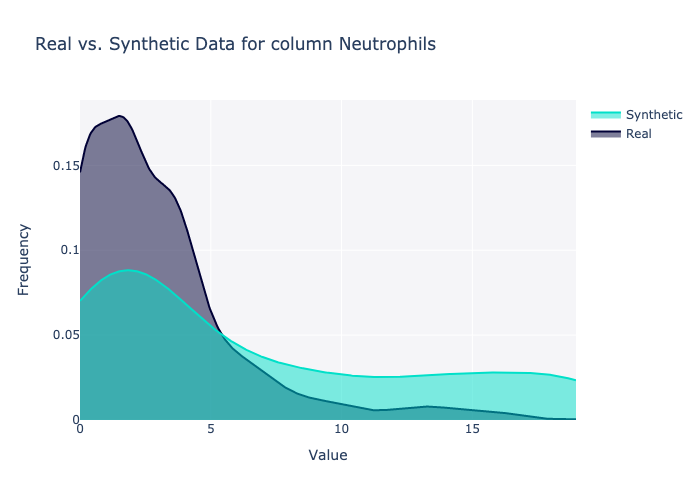 Real vs. Synthetic Data for column Neutrophils
Synthetic
Real
0.15
0.1
0.05
0
Frequency
0
5
10
15
Value